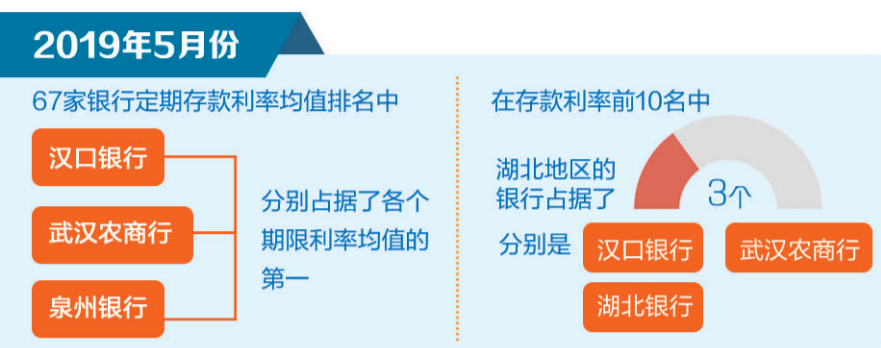 2019年5月份
67家银行定期存款利率均值排名中
汉口银行
武汉农商行
泉州银行
分别占据了各个
期限利率均值的
第一
在存款利率前10名中
湖北地区的
银行占据了
3个
分别是
汉口银行
武汉农商行
湖北银行